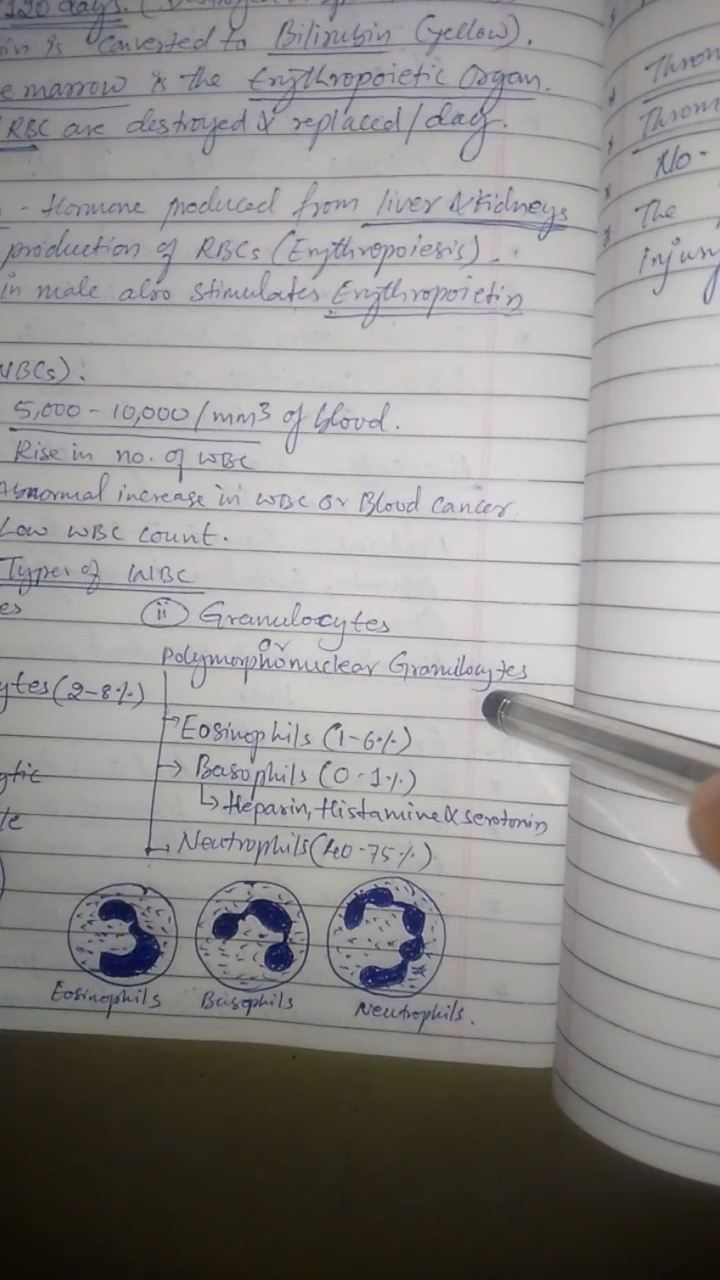 120 days.
is converted to Bilirubin (yellow).
e marrow is the Erythropoietic Organ.
RBC are destroyed & replaced/day.
- Hormone produced from liver & kidneys
production of RBCs (Erythropoiesis).
in male also stimulates Erythropoietin
WBCs):
5,000 - 10,000/mm3 of blood.
Rise in no. of WBC
Abnormal increase in WBC or Blood Cancer
Low WBC count.
Types of WBC
es
(ii) Granulocytes
or
Polymorphonuclear Granulocytes
ytes (2-8%)
Eosinophils (1-6%)
Basophils (0-1%)
Heparin, Histamine & serotonin
ytic
te
Neutrophils (40-75%)
Eosinophils Basophils Neutrophils.
Throm
Throm
No.
The
injury